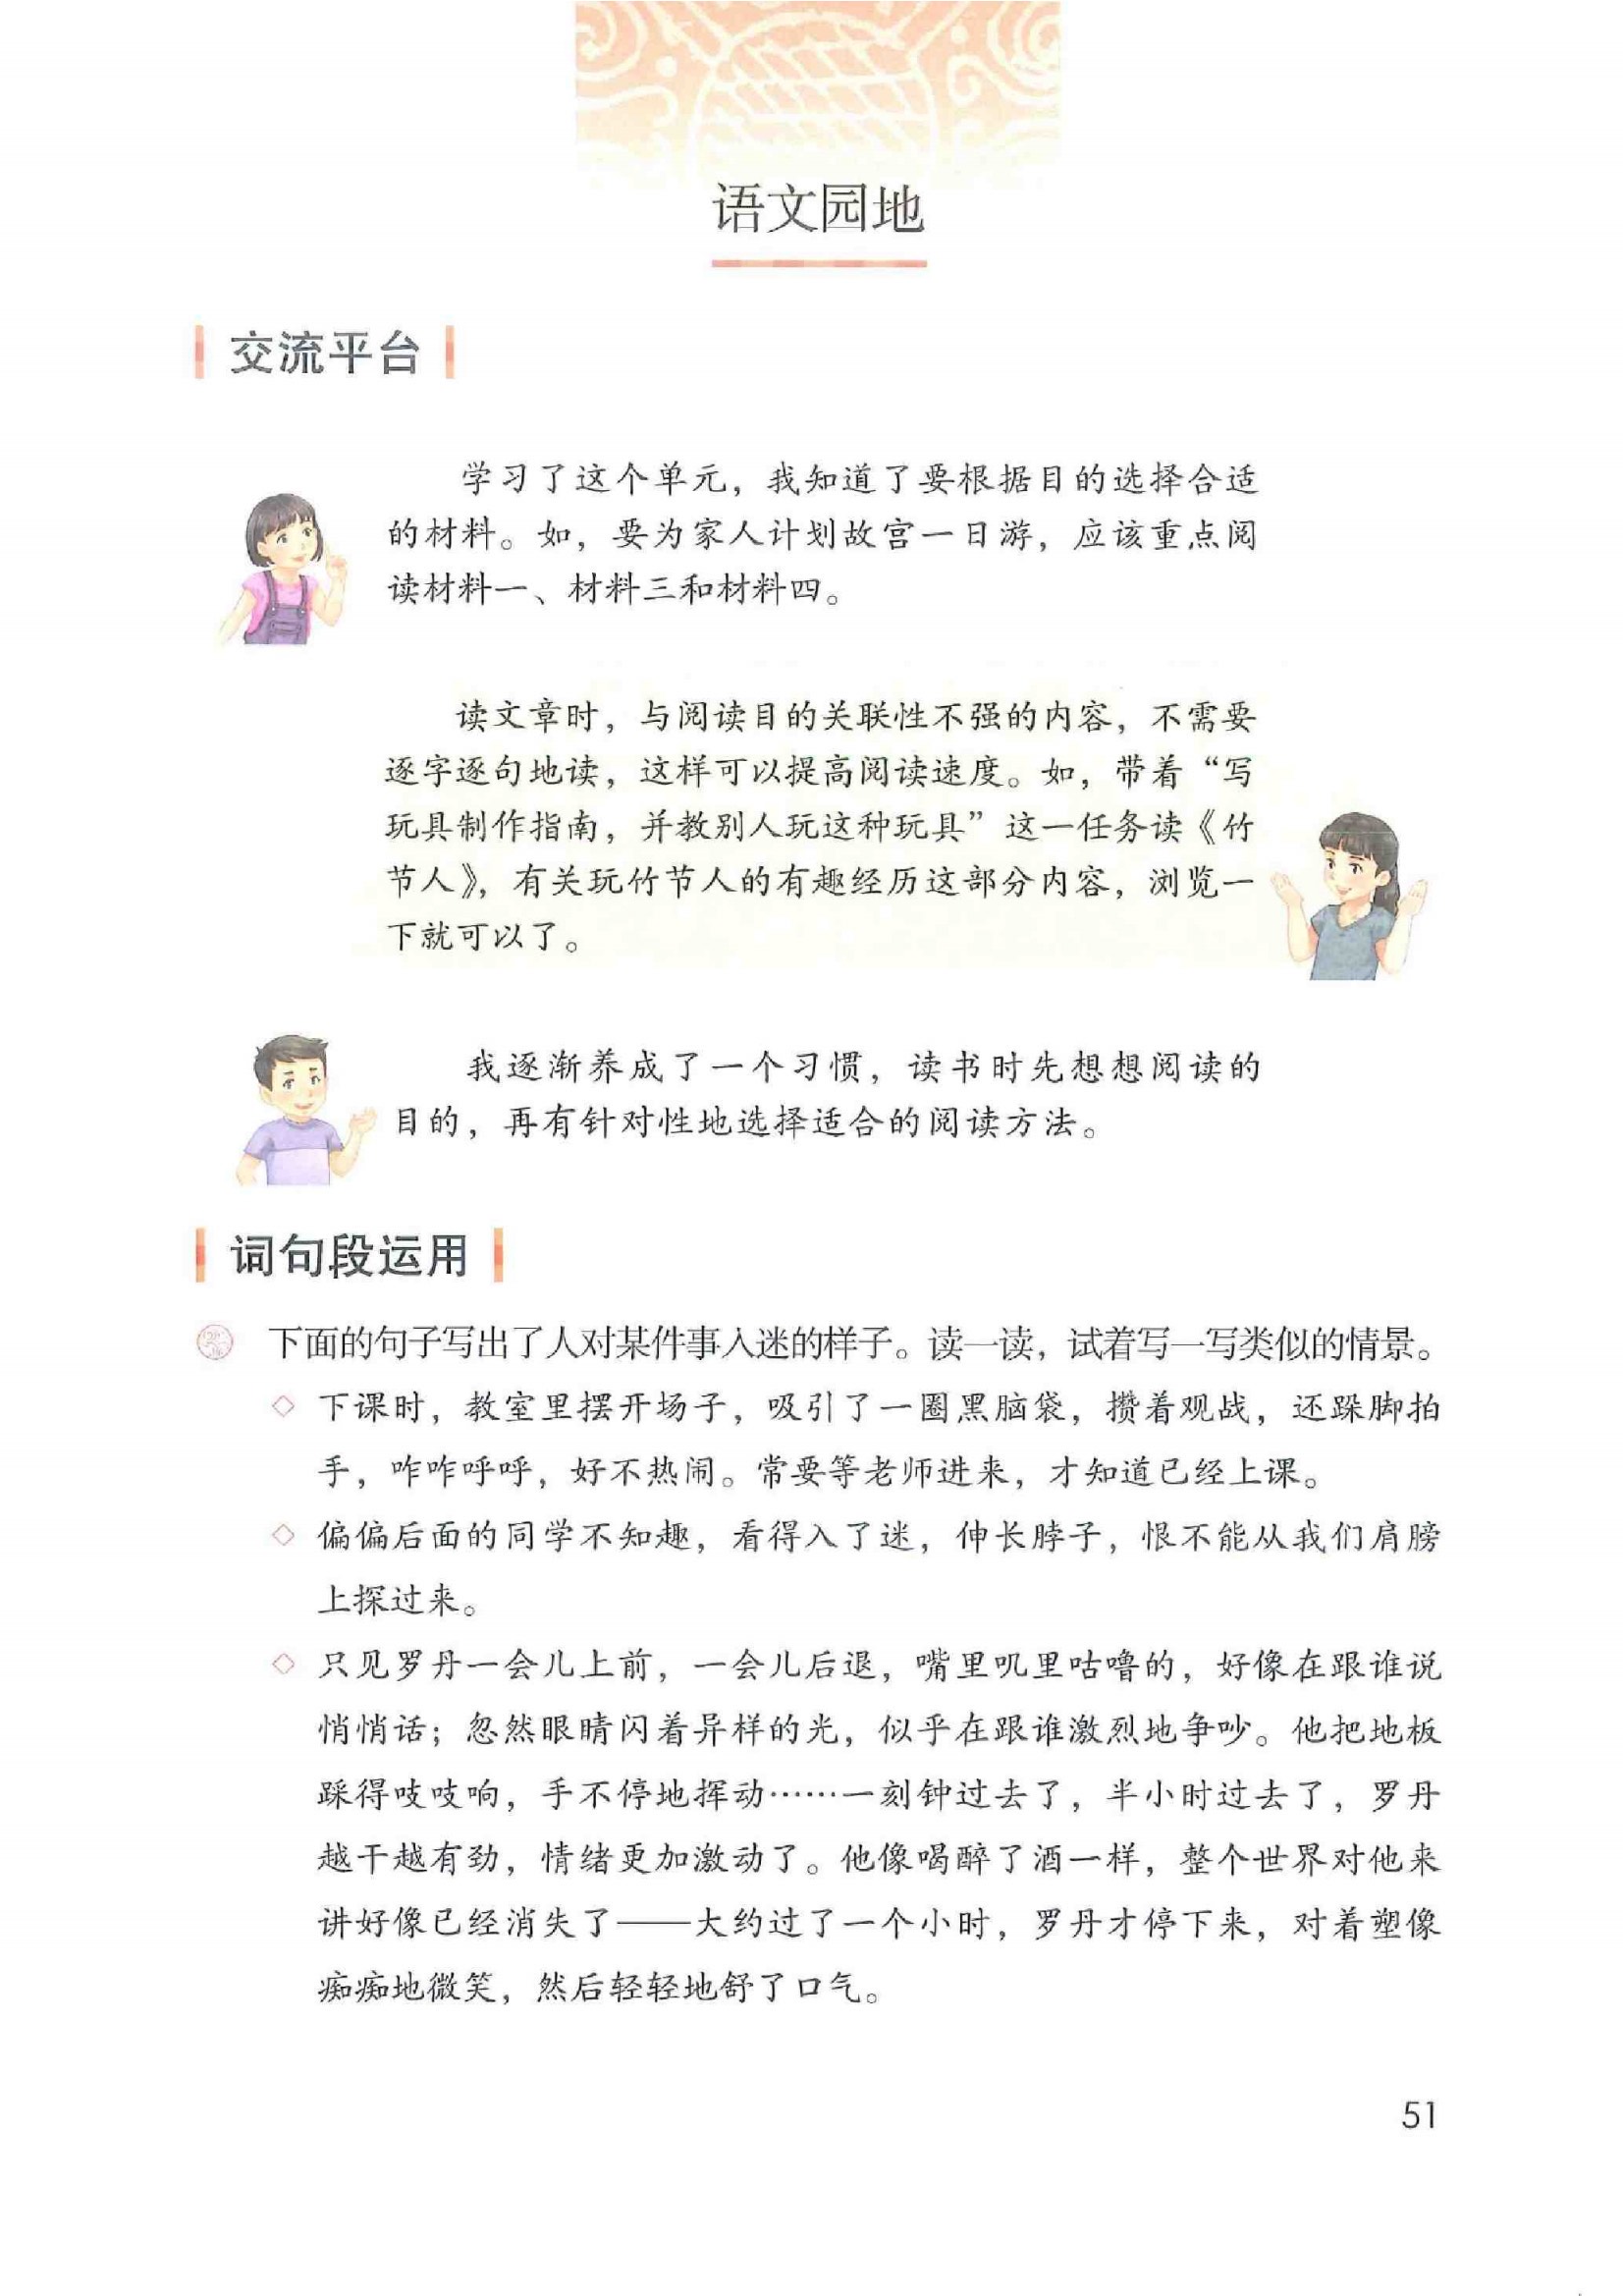 语文园地
交流平台
学习了这个单元，我知道了要根据目的选择合适
的材料。如，要为家人计划故宫一日游，应该重点阅
读材料一、材料三和材料四。
读文章时，与阅读目的关联性不强的内容，不需要
逐字逐句地读，这样可以提高阅读速度。如，带着“写
玩具制作指南，并教别人玩这种玩具”这一任务读《竹
节人》，有关玩竹节人的有趣经历这部分内容，浏览一
下就可以了。
我逐渐养成了一个习惯，读书时先想想阅读的
目的，再有针对性地选择适合的阅读方法。
词句段运用
下面的句子写出了人对某件事入迷的样子。读一读，试着写一写类似的情景。
◇ 下课时，教室里摆开场子，吸引了一圈黑脑袋，攒着观战，还跺脚拍
手，咋咋呼呼，好不热闹。常要等老师进来，才知道已经上课。
◇ 偏偏后面的同学不知趣，看得入了迷，伸长脖子，恨不能从我们肩膀
上探过来。
◇ 只见罗丹一会儿上前，一会儿后退，嘴里叽里咕噜的，好像在跟谁说
悄悄话；忽然眼睛闪着异样的光，似乎在跟谁激烈地争吵。他把地板
踩得吱吱响，手不停地挥动……一刻钟过去了，半小时过去了，罗丹
越干越有劲，情绪更加激动了。他像喝醉了酒一样，整个世界对他来
讲好像已经消失了——大约过了一个小时，罗丹才停下来，对着塑像
痴痴地微笑，然后轻轻地舒了口气。
51